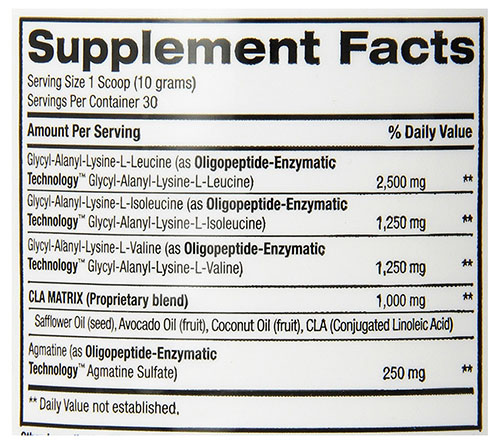 Supplement Facts
Serving Size 1 Scoop (10 grams)
Servings Per Container 30
Amount Per Serving % Daily Value
Glycyl-Alanyl-Lysine-L-Leucine (as Oligopeptide-Enzymatic
Technology™ Glycyl-Alanyl-Lysine-L-Leucine) 2,500 mg **
Glycyl-Alanyl-Lysine-L-Isoleucine (as Oligopeptide-Enzymatic
Technology™ Glycyl-Alanyl-Lysine-L-Isoleucine) 1,250 mg **
Glycyl-Alanyl-Lysine-L-Valine (as Oligopeptide-Enzymatic
Technology™ Glycyl-Alanyl-Lysine-L-Valine) 1,250 mg **
CLA MATRIX (Proprietary blend) 1,000 mg **
Safflower Oil (seed), Avocado Oil (fruit), Coconut Oil (fruit), CLA (Conjugated Linoleic Acid)
Agmatine (as Oligopeptide-Enzymatic
Technology™ Agmatine Sulfate) 250 mg **
** Daily Value not established.